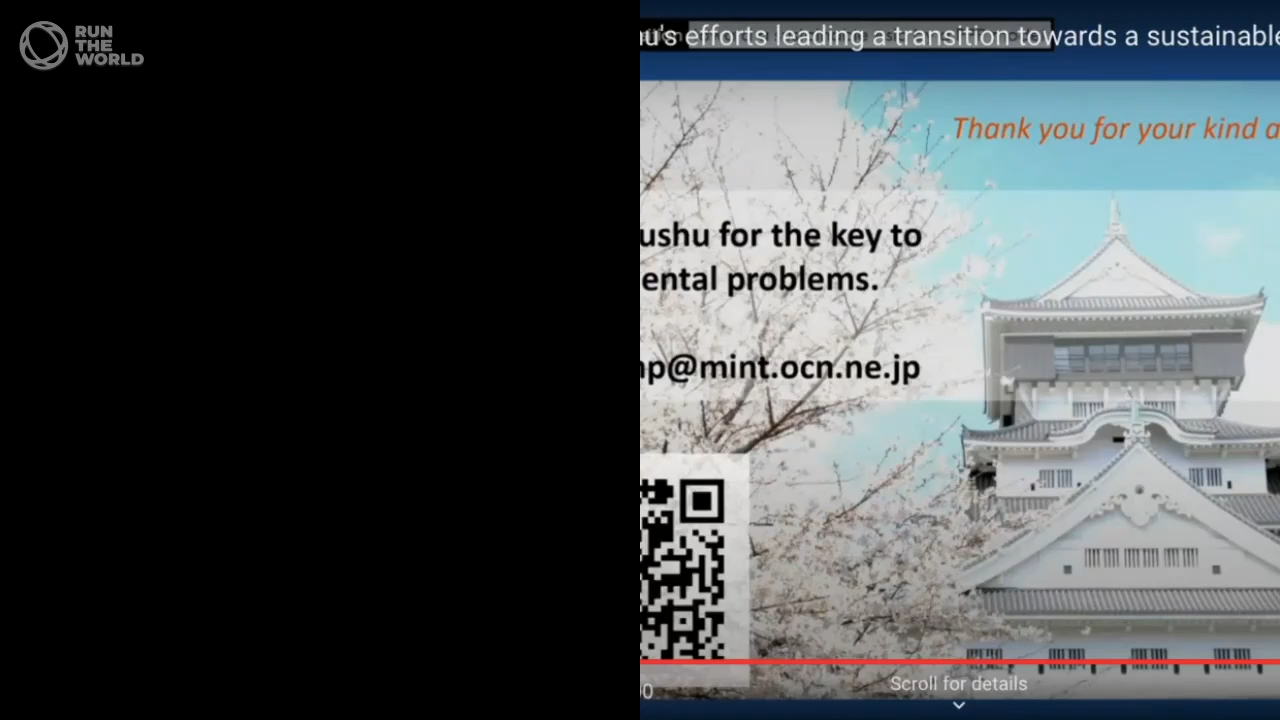 RUN
THE
WORLD
u's efforts leading a transition towards a sustainable
Thank you for your kind
ushu for the key to
ental problems.
p@mint.ocn.ne.jp
0
Scroll for details